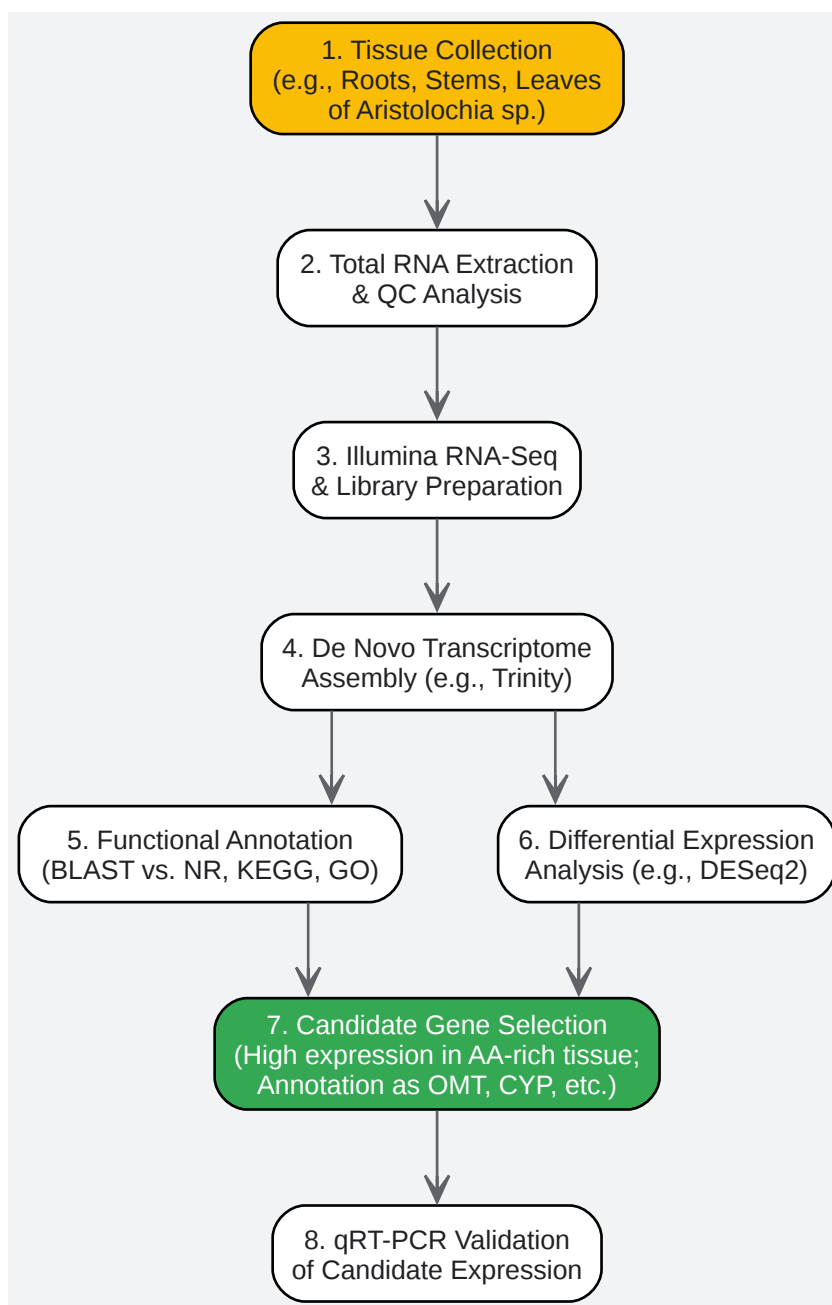 1. Tissue Collection
(e.g., Roots, Stems, Leaves
of Aristolochia sp.)
2. Total RNA Extraction
& QC Analysis
3. Illumina RNA-Seq
& Library Preparation
4. De Novo Transcriptome
Assembly (e.g., Trinity)
5. Functional Annotation
(BLAST vs. NR, KEGG, GO)
6. Differential Expression
Analysis (e.g., DESeq2)
7. Candidate Gene Selection
(High expression in AA-rich tissue;
Annotation as OMT, CYP, etc.)
8. qRT-PCR Validation
of Candidate Expression